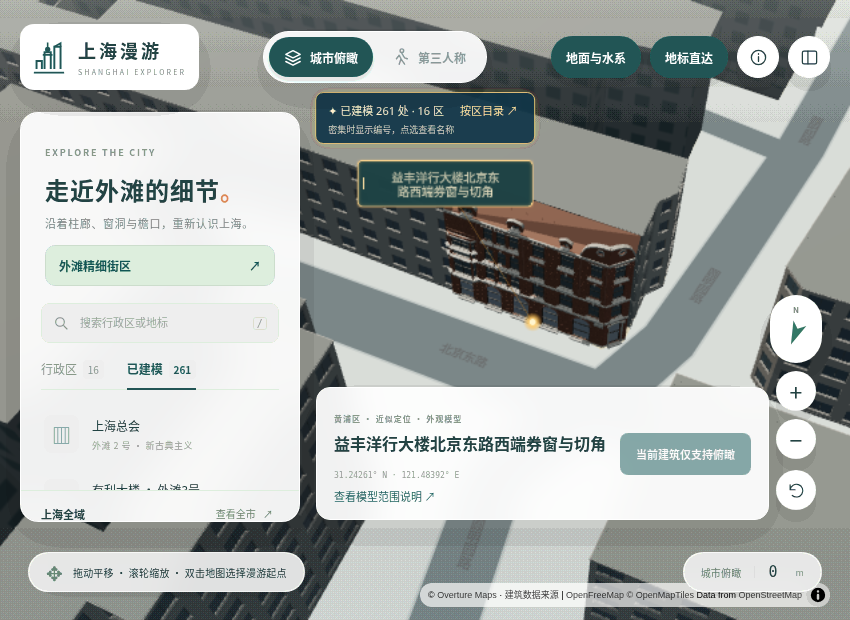 上海漫游
SHANGHAI EXPLORER
城市俯瞰
第三人称
地面与水系
地标直达
✦ 已建模 261 处 · 16 区 按区目录 ↗
密集时显示编号，点选查看名称
益丰洋行大楼北京东
路西端券窗与切角
EXPLORE THE CITY
走近外滩的细节。
沿着柱廊、窗洞与檐口，重新认识上海。
外滩精细街区 ↗
搜索行政区或地标 /
行政区 16 已建模 261
上海总会
外滩 2 号 · 新古典主义
有利大楼 · 外滩3号
上海全域 查看全市 ↗
北京东路
N
黄浦区 · 近似定位 · 外观模型
益丰洋行大楼北京东路西端券窗与切角
31.24261° N · 121.48392° E
查看模型范围说明 ↗
当前建筑仅支持俯瞰
拖动平移 · 滚轮缩放 · 双击地图选择漫游起点
城市俯瞰 0 m
© Overture Maps · 建筑数据来源 | OpenFreeMap © OpenMapTiles Data from OpenStreetMap